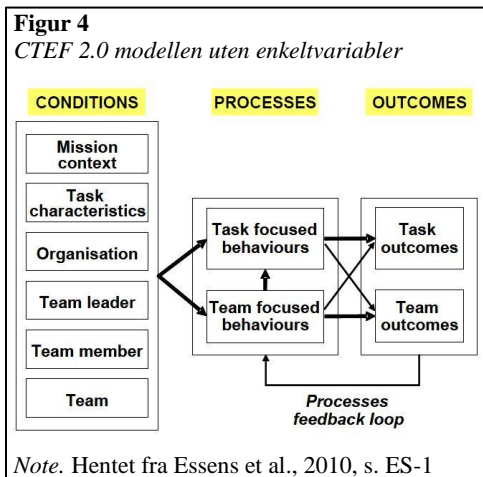 Figur 4
CTEF 2.0 modellen uten enkeltvariabler
CONDITIONS
PROCESSES
OUTCOMES
Mission
context
Task
characteristics
Organisation
Team leader
Team member
Team
Task focused
behaviours
Team focused
behaviours
Task
outcomes
Team
outcomes
Processes
feedback loop
Note. Hentet fra Essens et al., 2010, s. ES-1